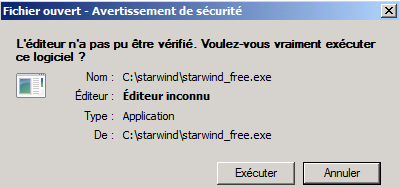 Fichier ouvert - Avertissement de sécurité
L'éditeur n'a pas pu être vérifié. Voulez-vous vraiment exécuter
ce logiciel ?
Nom : C:\starwind\starwind_free.exe
Éditeur : Éditeur inconnu
Type : Application
De : C:\starwind\starwind_free.exe
Exécuter Annuler